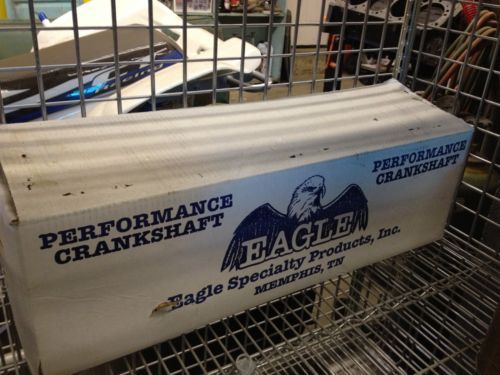 PERFORMANCE
CRANKSHAFT
EAGLE
Eagle Specialty Products, Inc.
MEMPHIS, TN
PERFORMANCE
CRANKSHAFT